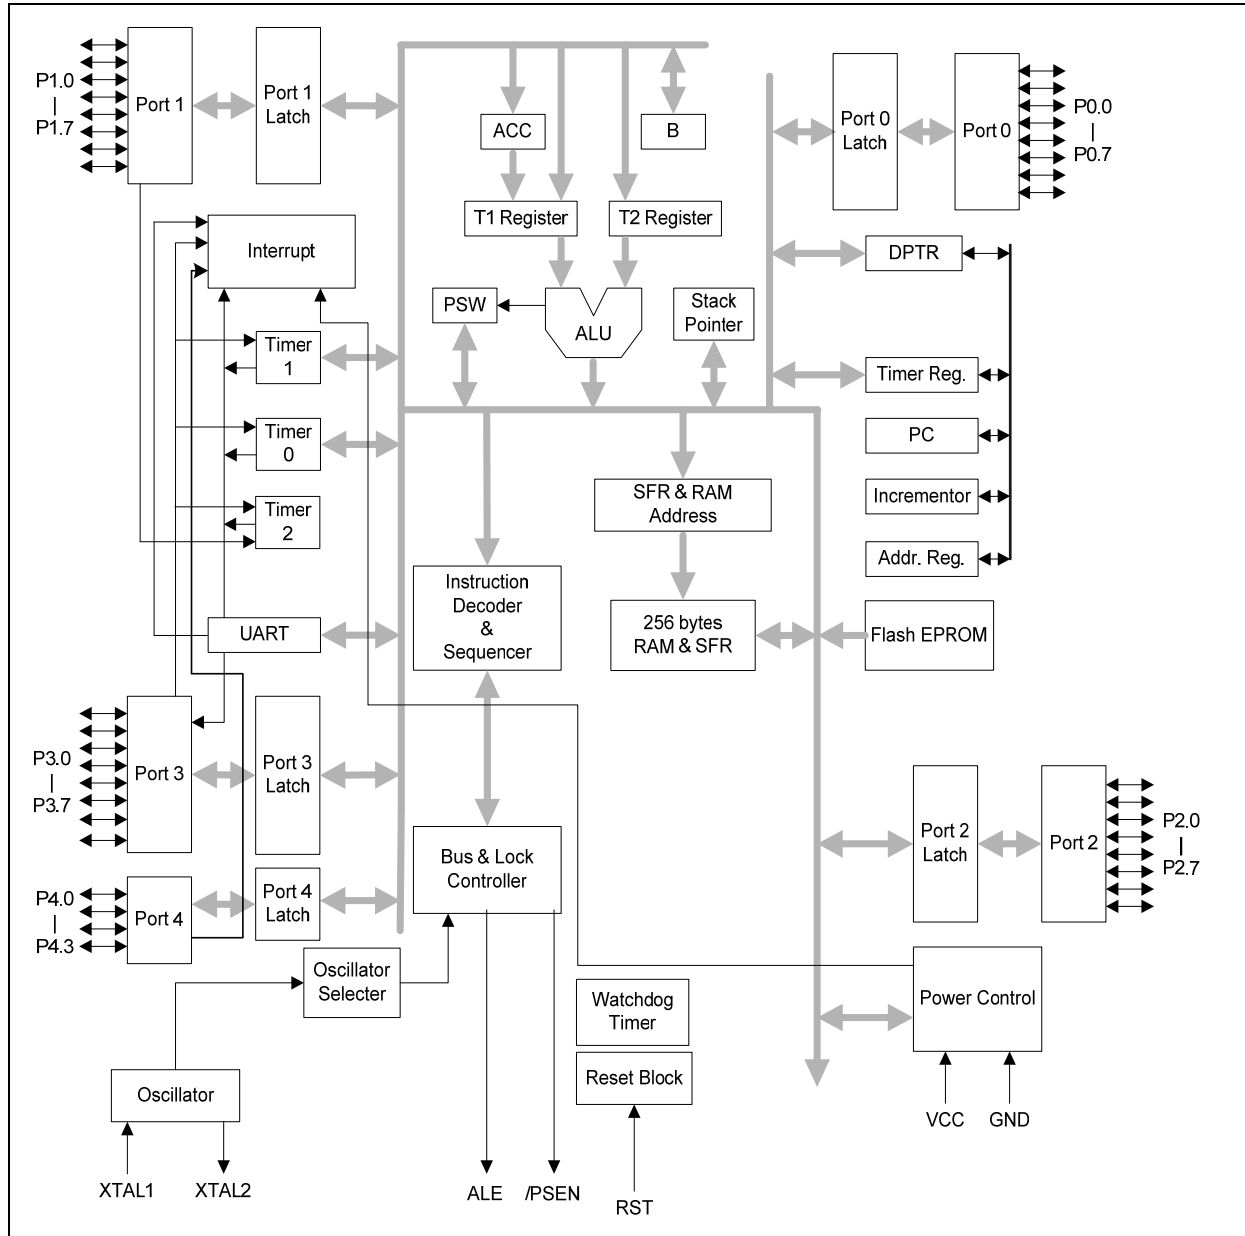 P1.0
|
P1.7
Port 1
Port 1
Latch
ACC
B
Port 0
Latch
Port 0
P0.0
|
P0.7
T1 Register
T2 Register
Interrupt
DPTR
PSW
ALU
Stack
Pointer
Timer
1
Timer Reg.
Timer
0
PC
Timer
2
SFR & RAM
Address
Incrementor
Addr. Reg.
Instruction
Decoder
&
Sequencer
256 bytes
RAM & SFR
Flash EPROM
UART
P3.0
|
P3.7
Port 3
Port 3
Latch
Port 2
Latch
Port 2
P2.0
|
P2.7
Bus & Lock
Controller
P4.0
|
P4.3
Port 4
Port 4
Latch
Oscillator
Selecter
Watchdog
Timer
Power Control
Reset Block
Oscillator
VCC
GND
XTAL1
XTAL2
ALE
/PSEN
RST